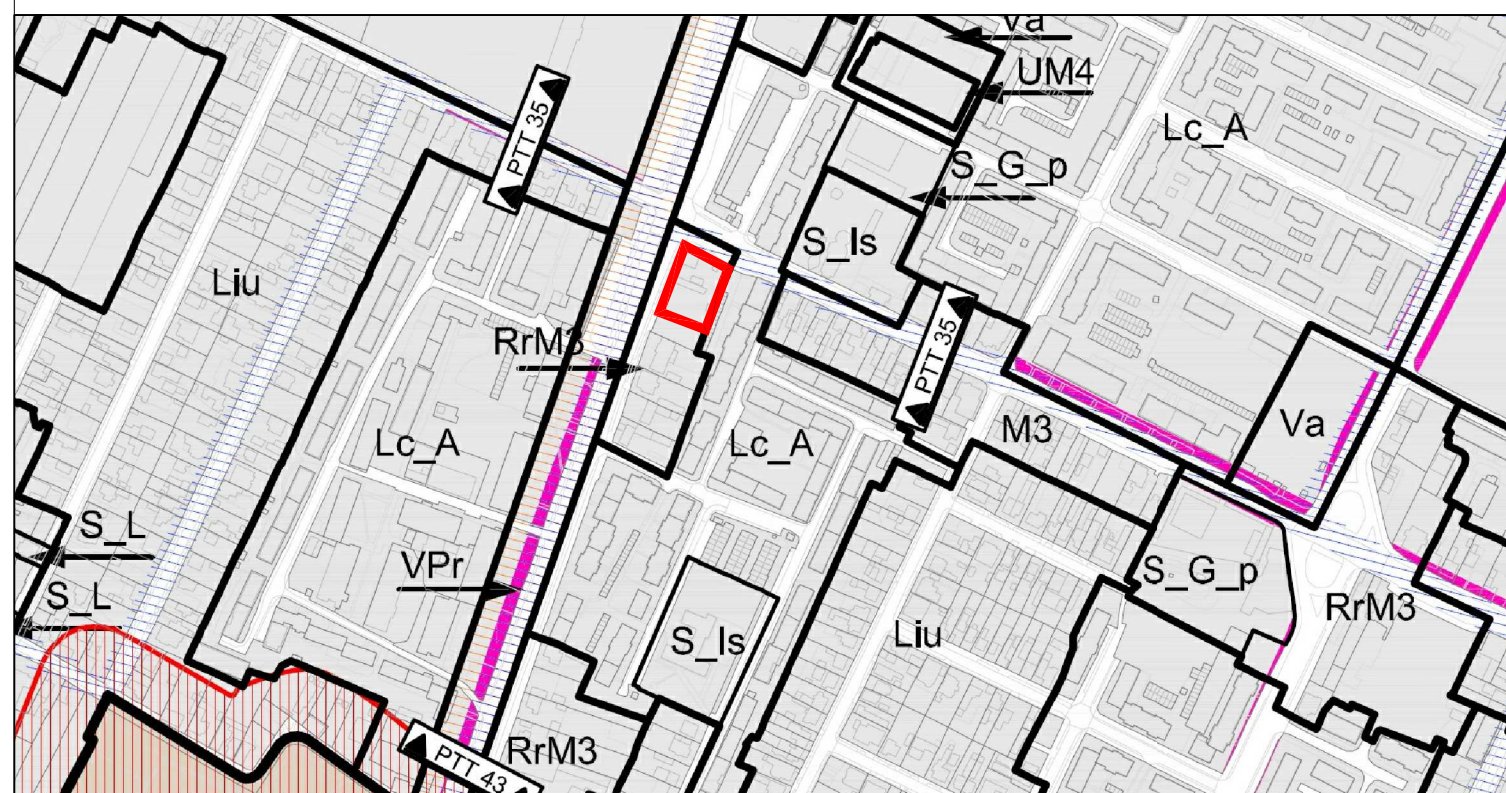 Va
UM4
PTT 35
Lc_A
S_G_p
S_Is
Liu
PTT 35
RrM3
Lc_A
Lc_A
M3
Va
S_L
VPr
S_G_p
S_L
RrM3
S_Is
Liu
RrM3
PTT 43